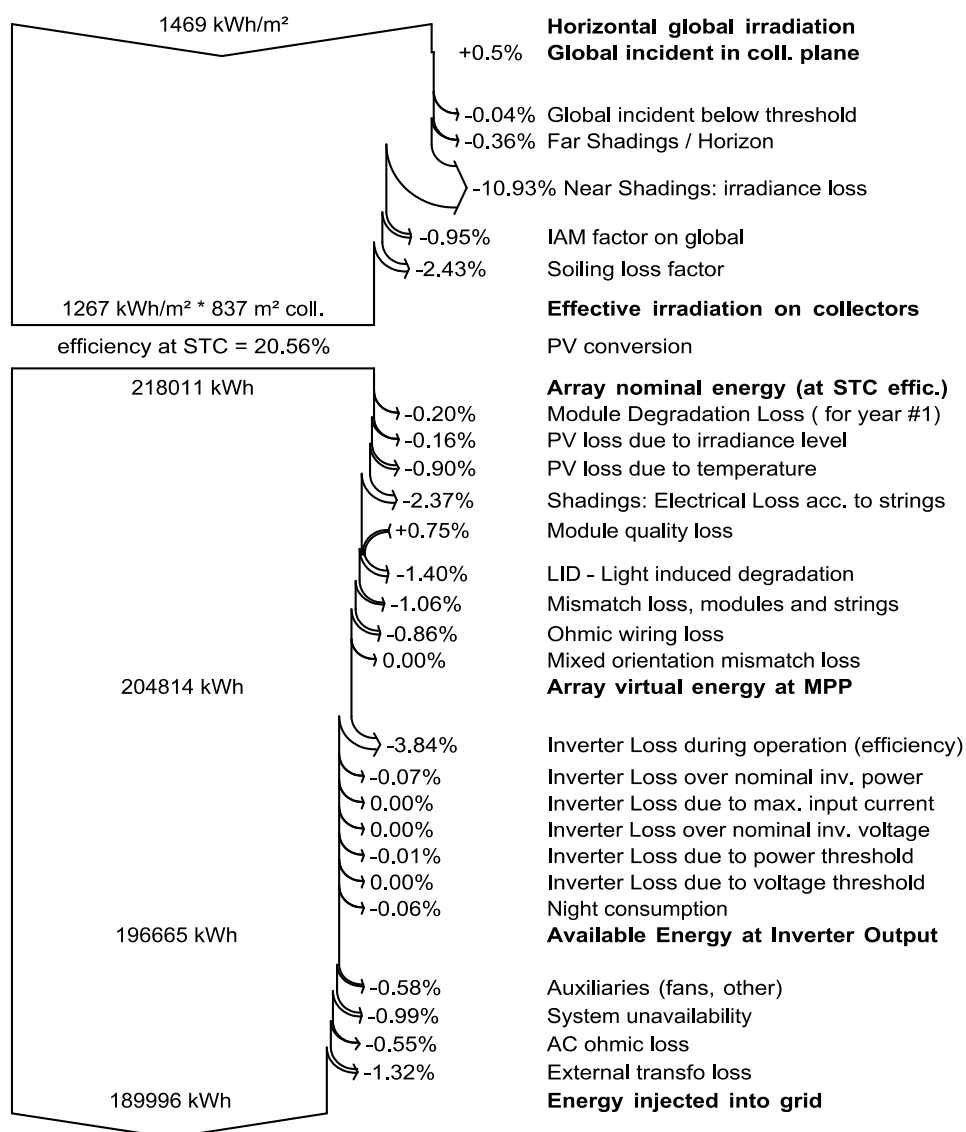 1469 kWh/m² Horizontal global irradiation
+0.5% Global incident in coll. plane
-0.04% Global incident below threshold
-0.36% Far Shadings / Horizon
-10.93% Near Shadings: irradiance loss
-0.95% IAM factor on global
-2.43% Soiling loss factor
1267 kWh/m² * 837 m² coll. Effective irradiation on collectors
efficiency at STC = 20.56% PV conversion
218011 kWh Array nominal energy (at STC effic.)
-0.20% Module Degradation Loss ( for year #1)
-0.16% PV loss due to irradiance level
-0.90% PV loss due to temperature
-2.37% Shadings: Electrical Loss acc. to strings
+0.75% Module quality loss
-1.40% LID - Light induced degradation
-1.06% Mismatch loss, modules and strings
-0.86% Ohmic wiring loss
0.00% Mixed orientation mismatch loss
204814 kWh Array virtual energy at MPP
-3.84% Inverter Loss during operation (efficiency)
-0.07% Inverter Loss over nominal inv. power
0.00% Inverter Loss due to max. input current
0.00% Inverter Loss over nominal inv. voltage
-0.01% Inverter Loss due to power threshold
0.00% Inverter Loss due to voltage threshold
-0.06% Night consumption
196665 kWh Available Energy at Inverter Output
-0.58% Auxiliaries (fans, other)
-0.99% System unavailability
-0.55% AC ohmic loss
-1.32% External transfo loss
189996 kWh Energy injected into grid